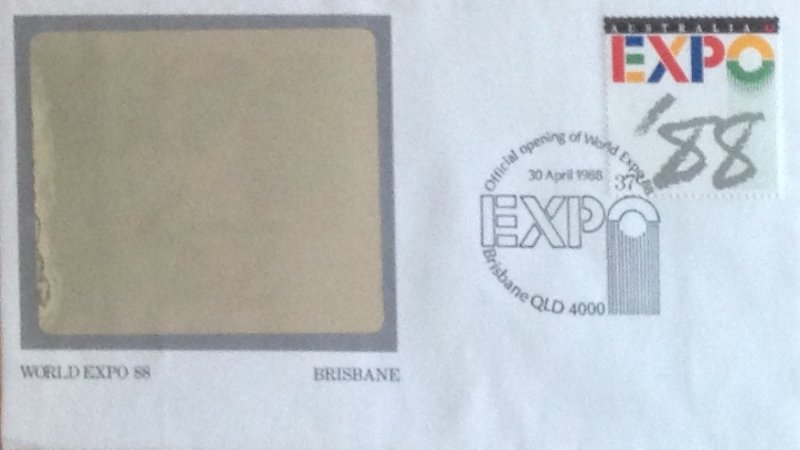 AUSTRALIA
EXPO
'88
37c
Official opening of World Expo 88
30 April 1988
EXPO
Brisbane QLD 4000
WORLD EXPO 88 BRISBANE